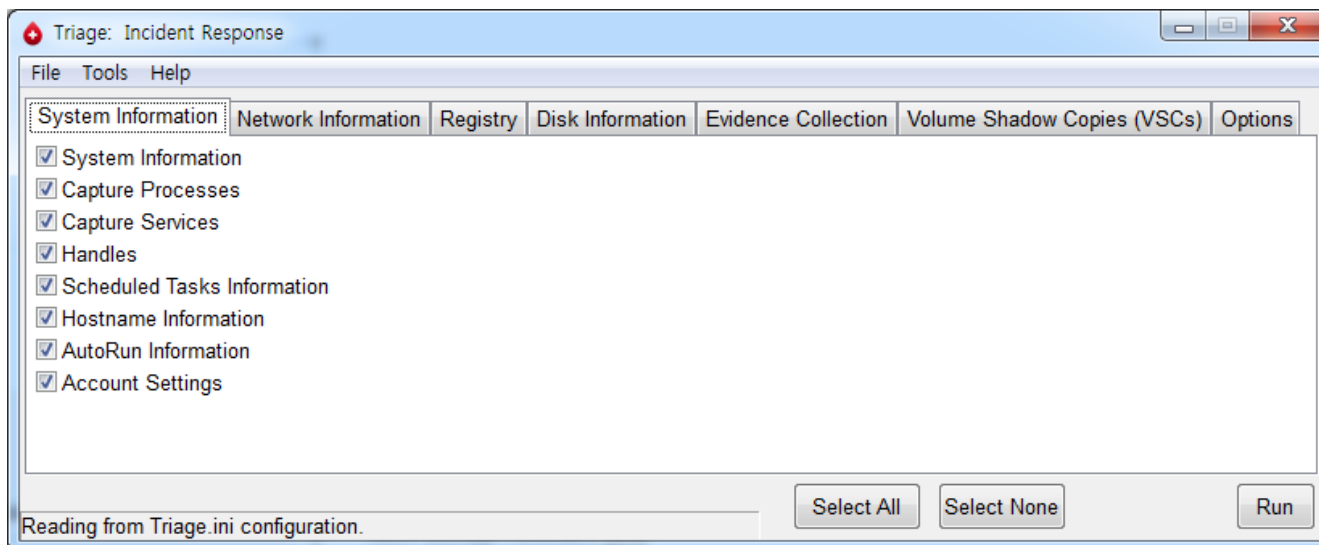 Triage: Incident Response
File Tools Help
System Information Network Information Registry Disk Information Evidence Collection Volume Shadow Copies (VSCs) Options
System Information
Capture Processes
Capture Services
Handles
Scheduled Tasks Information
Hostname Information
AutoRun Information
Account Settings
Select All Select None Run
Reading from Triage.ini configuration.